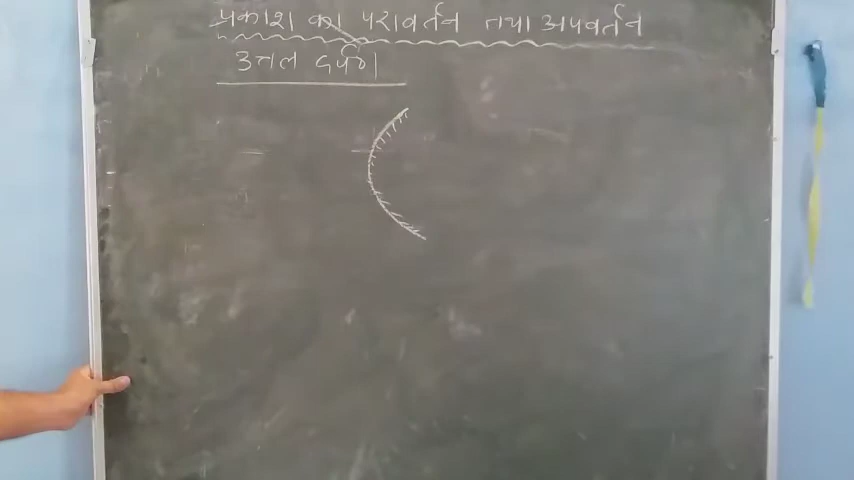 प्रकाश का परावर्तन तथा अपवर्तन
उत्तल दर्पण